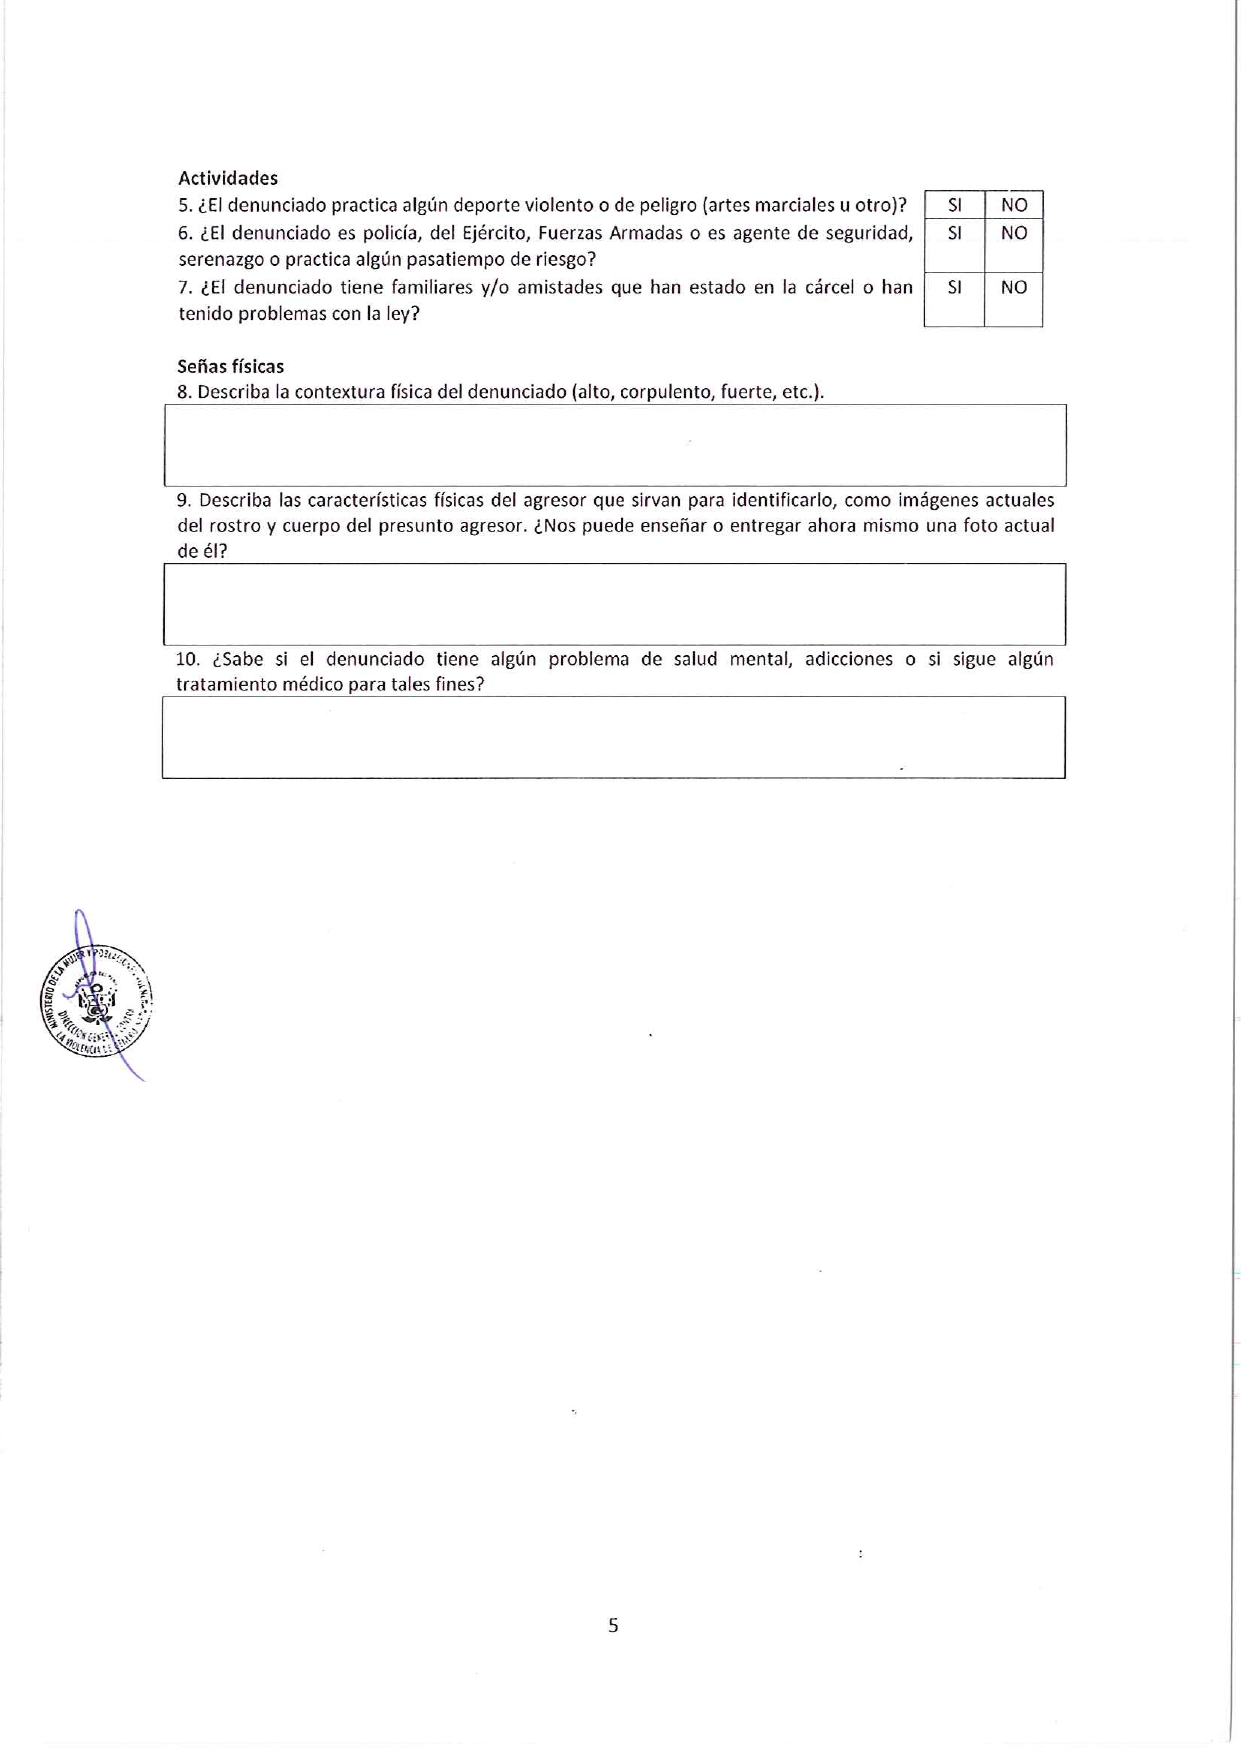 Actividades
5. ¿El denunciado practica algún deporte violento o de peligro (artes marciales u otro)? SI NO
6. ¿El denunciado es policía, del Ejército, Fuerzas Armadas o es agente de seguridad, SI NO
serenazgo o practica algún pasatiempo de riesgo?
7. ¿El denunciado tiene familiares y/o amistades que han estado en la cárcel o han SI NO
tenido problemas con la ley?
Señas físicas
8. Describa la contextura física del denunciado (alto, corpulento, fuerte, etc.).
9. Describa las características físicas del agresor que sirvan para identificarlo, como imágenes actuales
del rostro y cuerpo del presunto agresor. ¿Nos puede enseñar o entregar ahora mismo una foto actual
de él?
10. ¿Sabe si el denunciado tiene algún problema de salud mental, adicciones o si sigue algún
tratamiento médico para tales fines?
MINISTERIO DE LA MUJER Y
DIRECCION GENERAL
LA VIOLENCIA DE
5